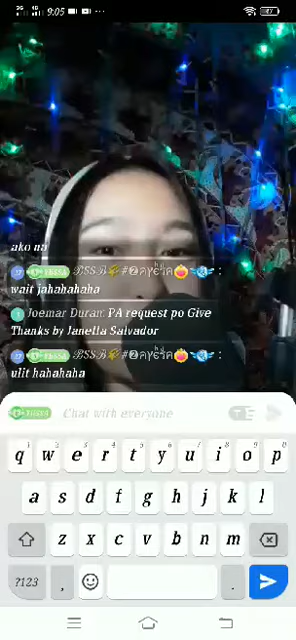 9:05
ako na
wait jahahahaha
Joemar Duran: PA request po Give
Thanks by Janella Salvador
ulit hahahaha
Chat with everyone
q w e r t y u i o p
a s d f g h j k l
z x c v b n m
?123 , .